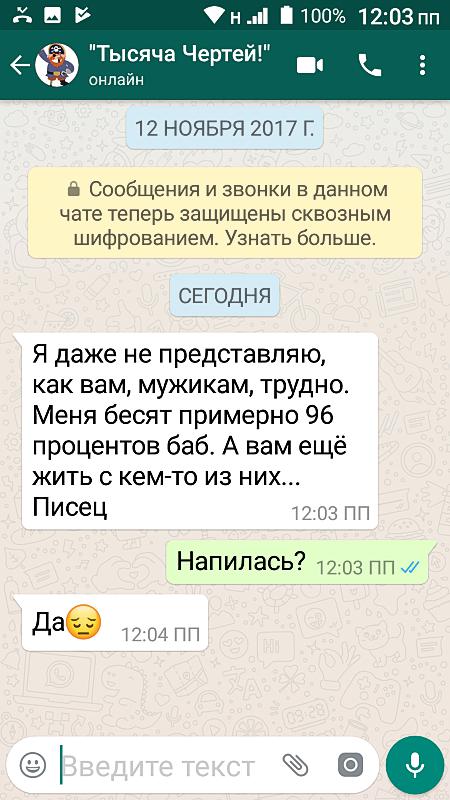 H 100% 12:03 пп
"Тысяча Чертей!"
онлайн
12 НОЯБРЯ 2017 Г.
Сообщения и звонки в данном
чате теперь защищены сквозным
шифрованием. Узнать больше.
СЕГОДНЯ
Я даже не представляю,
как вам, мужикам, трудно.
Меня бесят примерно 96
процентов баб. А вам ещё
жить с кем-то из них...
Писец
12:03 ПП
Напилась? 12:03 ПП
Да😔 12:04 ПП
Введите текст